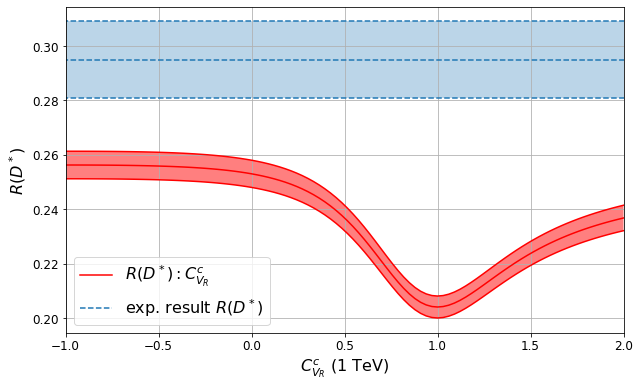 0.30
0.28
0.26
0.24
0.22
0.20
R(D*)
R(D*) : C^c_{V_R}
exp. result R(D*)
−1.0 −0.5 0.0 0.5 1.0 1.5 2.0
C^c_{V_R} (1 TeV)